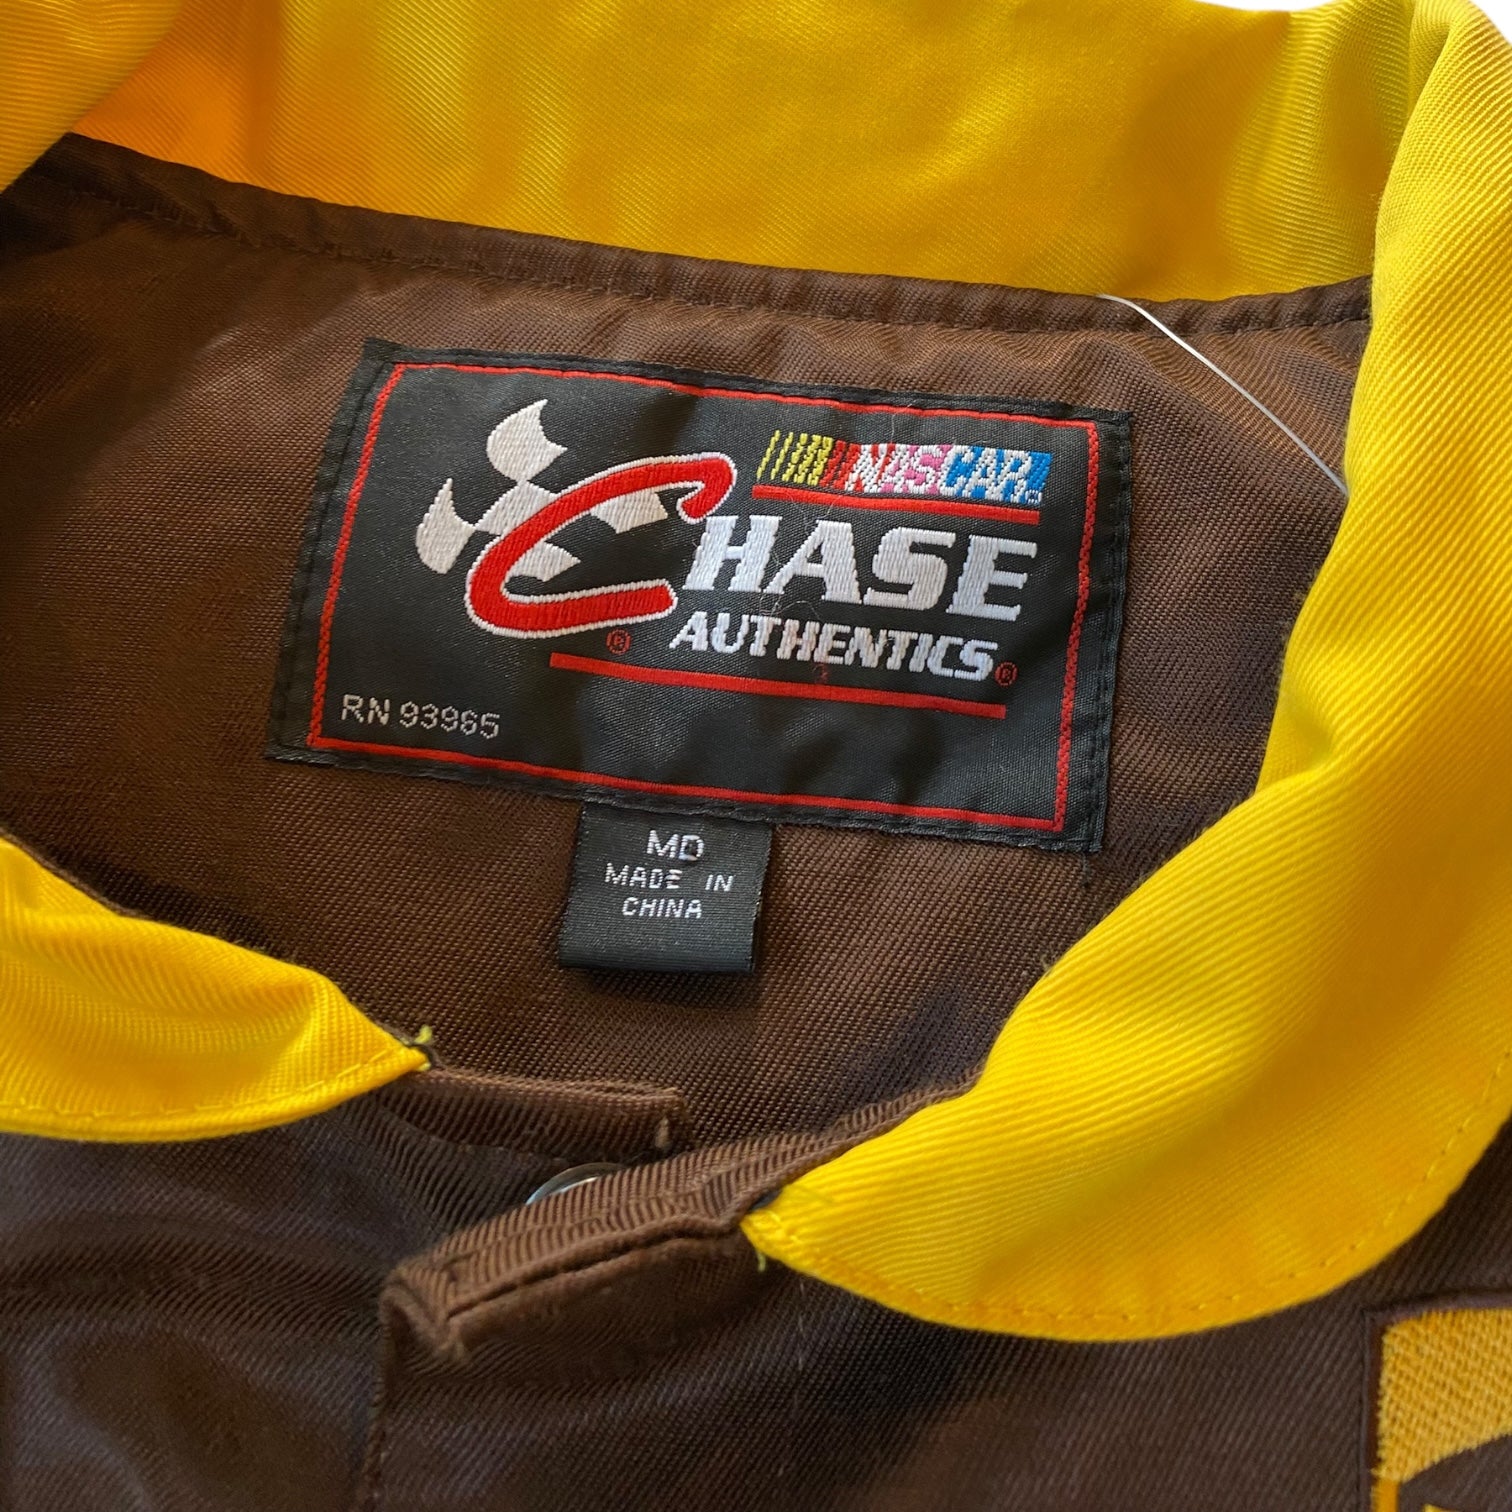 NASCAR
CHASE
AUTHENTICS®
RN 93965
MD
MADE IN
CHINA